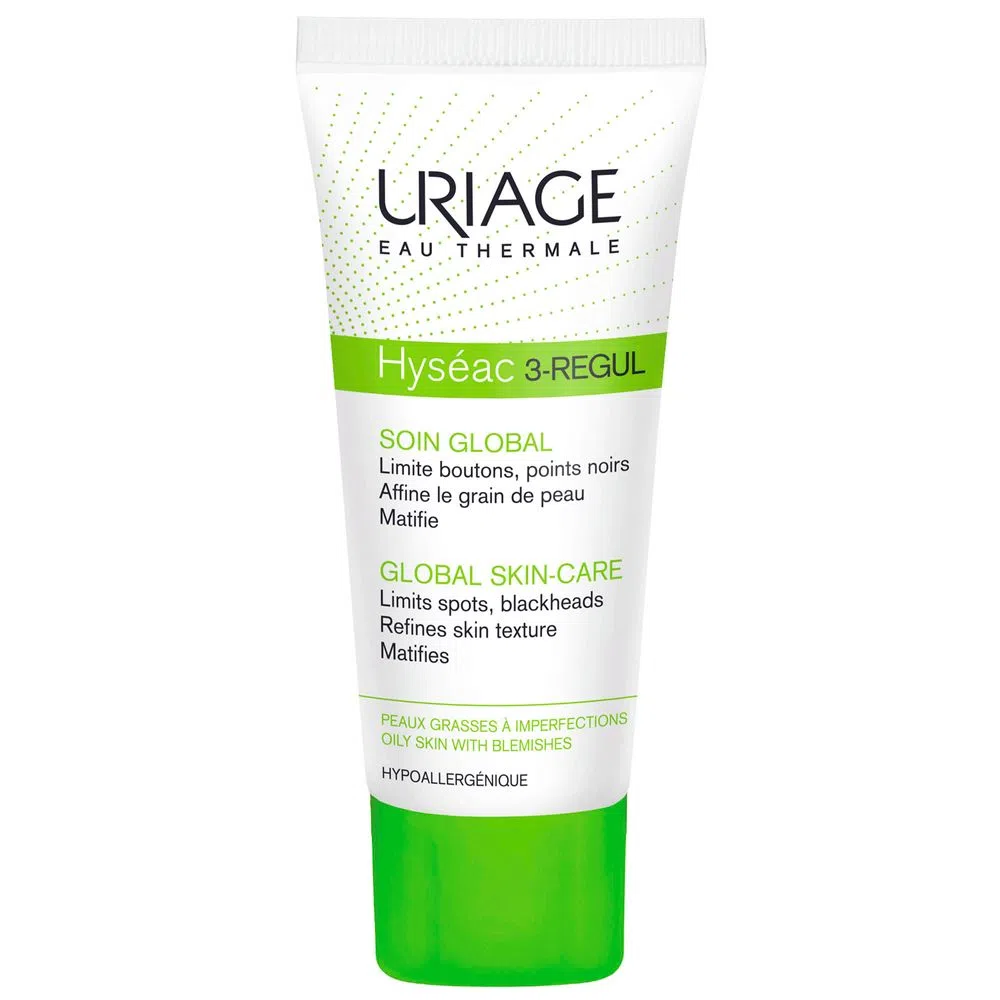 URIAGE
EAU THERMALE
Hyséac 3-REGUL
SOIN GLOBAL
Limite boutons, points noirs
Affine le grain de peau
Matifie
GLOBAL SKIN-CARE
Limits spots, blackheads
Refines skin texture
Matifies
PEAUX GRASSES À IMPERFECTIONS
OILY SKIN WITH BLEMISHES
HYPOALLERGÉNIQUE